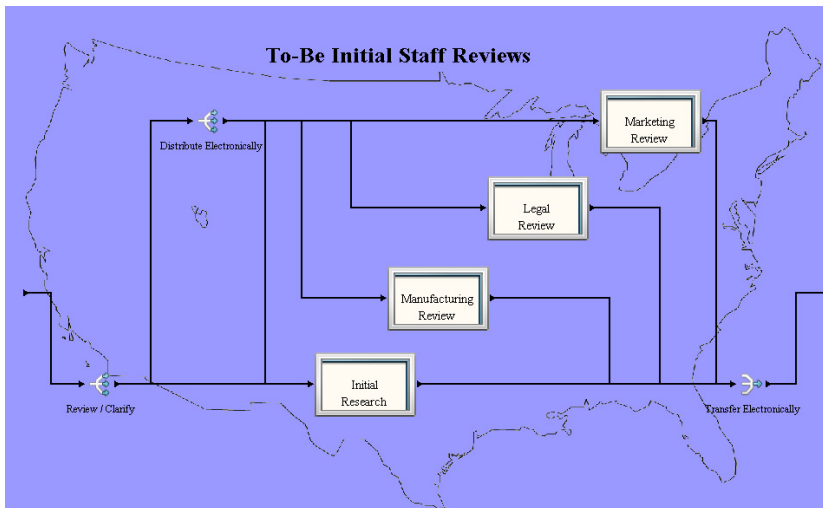 To-Be Initial Staff Reviews
Marketing
Review
Distribute Electronically
Legal
Review
Manufacturing
Review
Initial
Research
Review / Clarify
Transfer Electronically